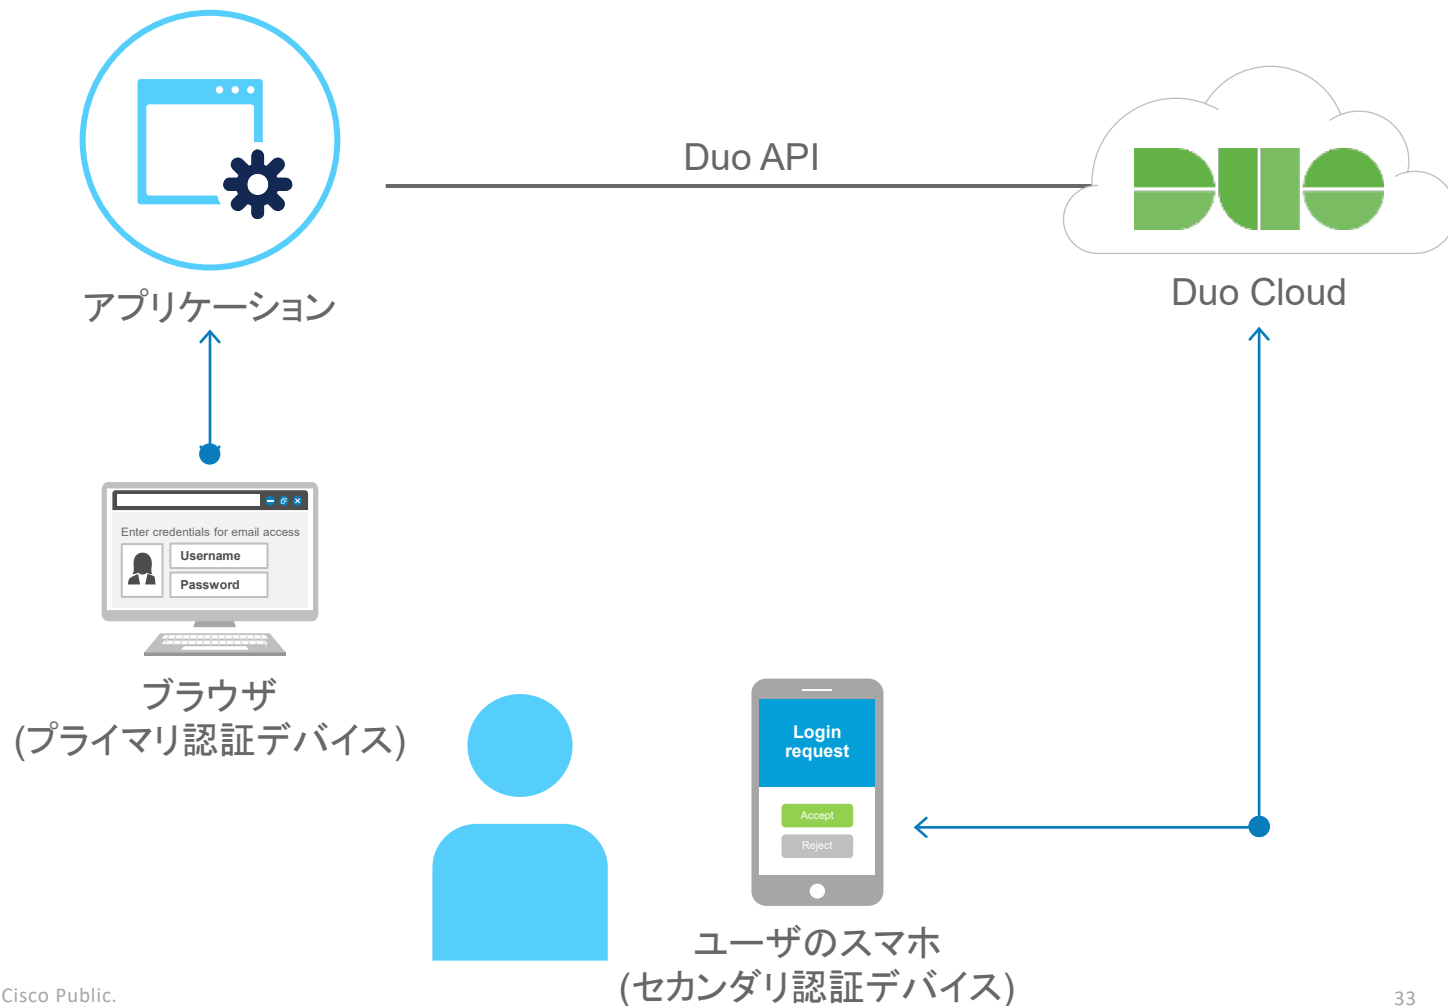 Duo API
DUO
アプリケーション
Duo Cloud
Enter credentials for email access
Username
Password
ブラウザ
(プライマリ認証デバイス)
Login
request
Accept
Reject
ユーザのスマホ
(セカンダリ認証デバイス)
Cisco Public.
33